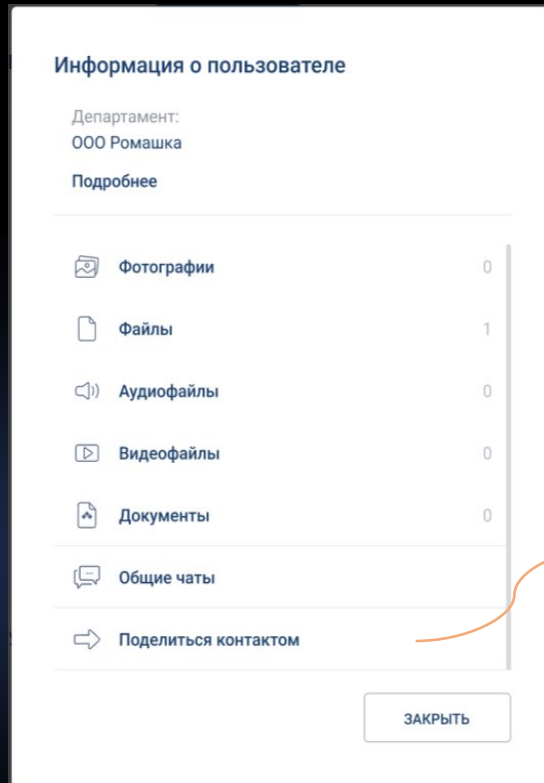 Информация о пользователе
Департамент:
ООО Ромашка
Подробнее
Фотографии 0
Файлы 1
Аудиофайлы 0
Видеофайлы 0
Документы 0
Общие чаты
Поделиться контактом
ЗАКРЫТЬ